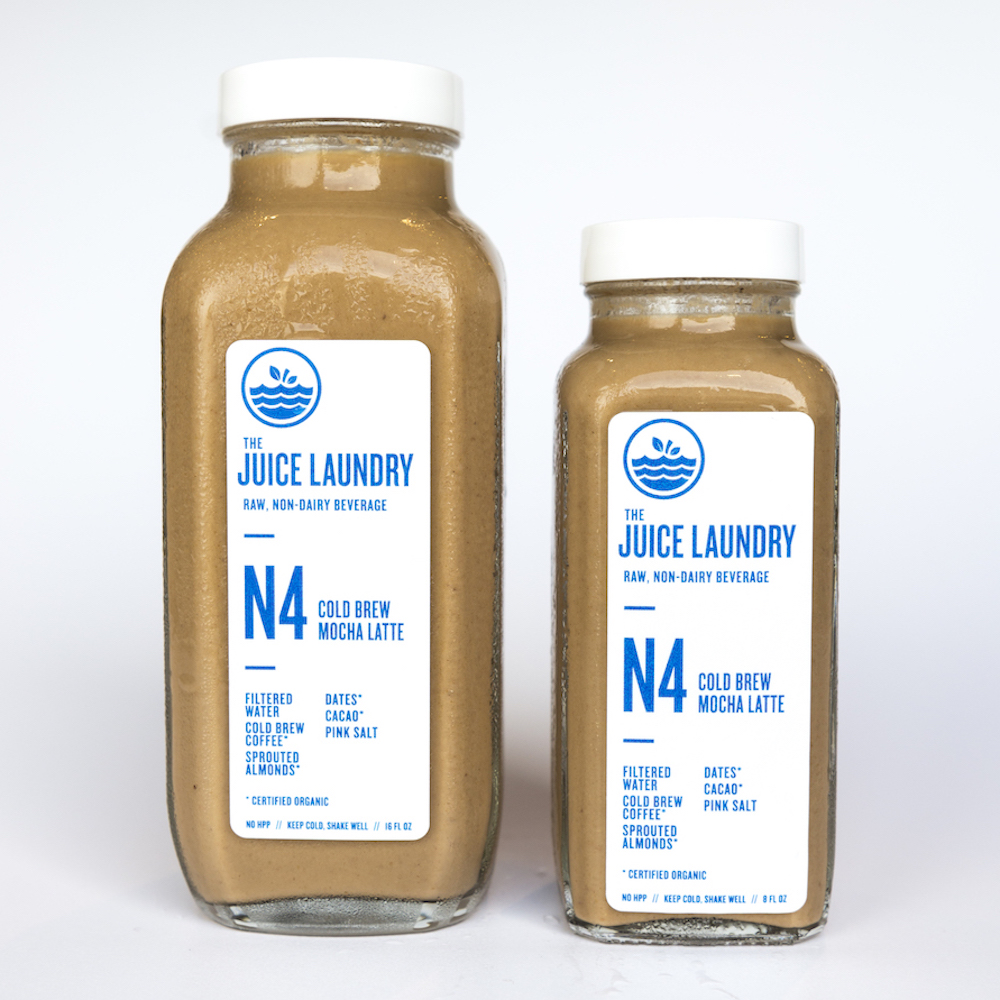 THE
JUICE LAUNDRY
RAW, NON-DAIRY BEVERAGE
N4
COLD BREW
MOCHA LATTE
FILTERED
WATER
COLD BREW
COFFEE*
SPROUTED
ALMONDS*
DATES*
CACAO*
PINK SALT
* CERTIFIED ORGANIC
NO HPP // KEEP COLD, SHAKE WELL // 16 FL OZ
THE
JUICE LAUNDRY
RAW, NON-DAIRY BEVERAGE
N4
COLD BREW
MOCHA LATTE
FILTERED
WATER
COLD BREW
COFFEE*
SPROUTED
ALMONDS*
DATES*
CACAO*
PINK SALT
* CERTIFIED ORGANIC
NO HPP // KEEP COLD, SHAKE WELL // 8 FL OZ